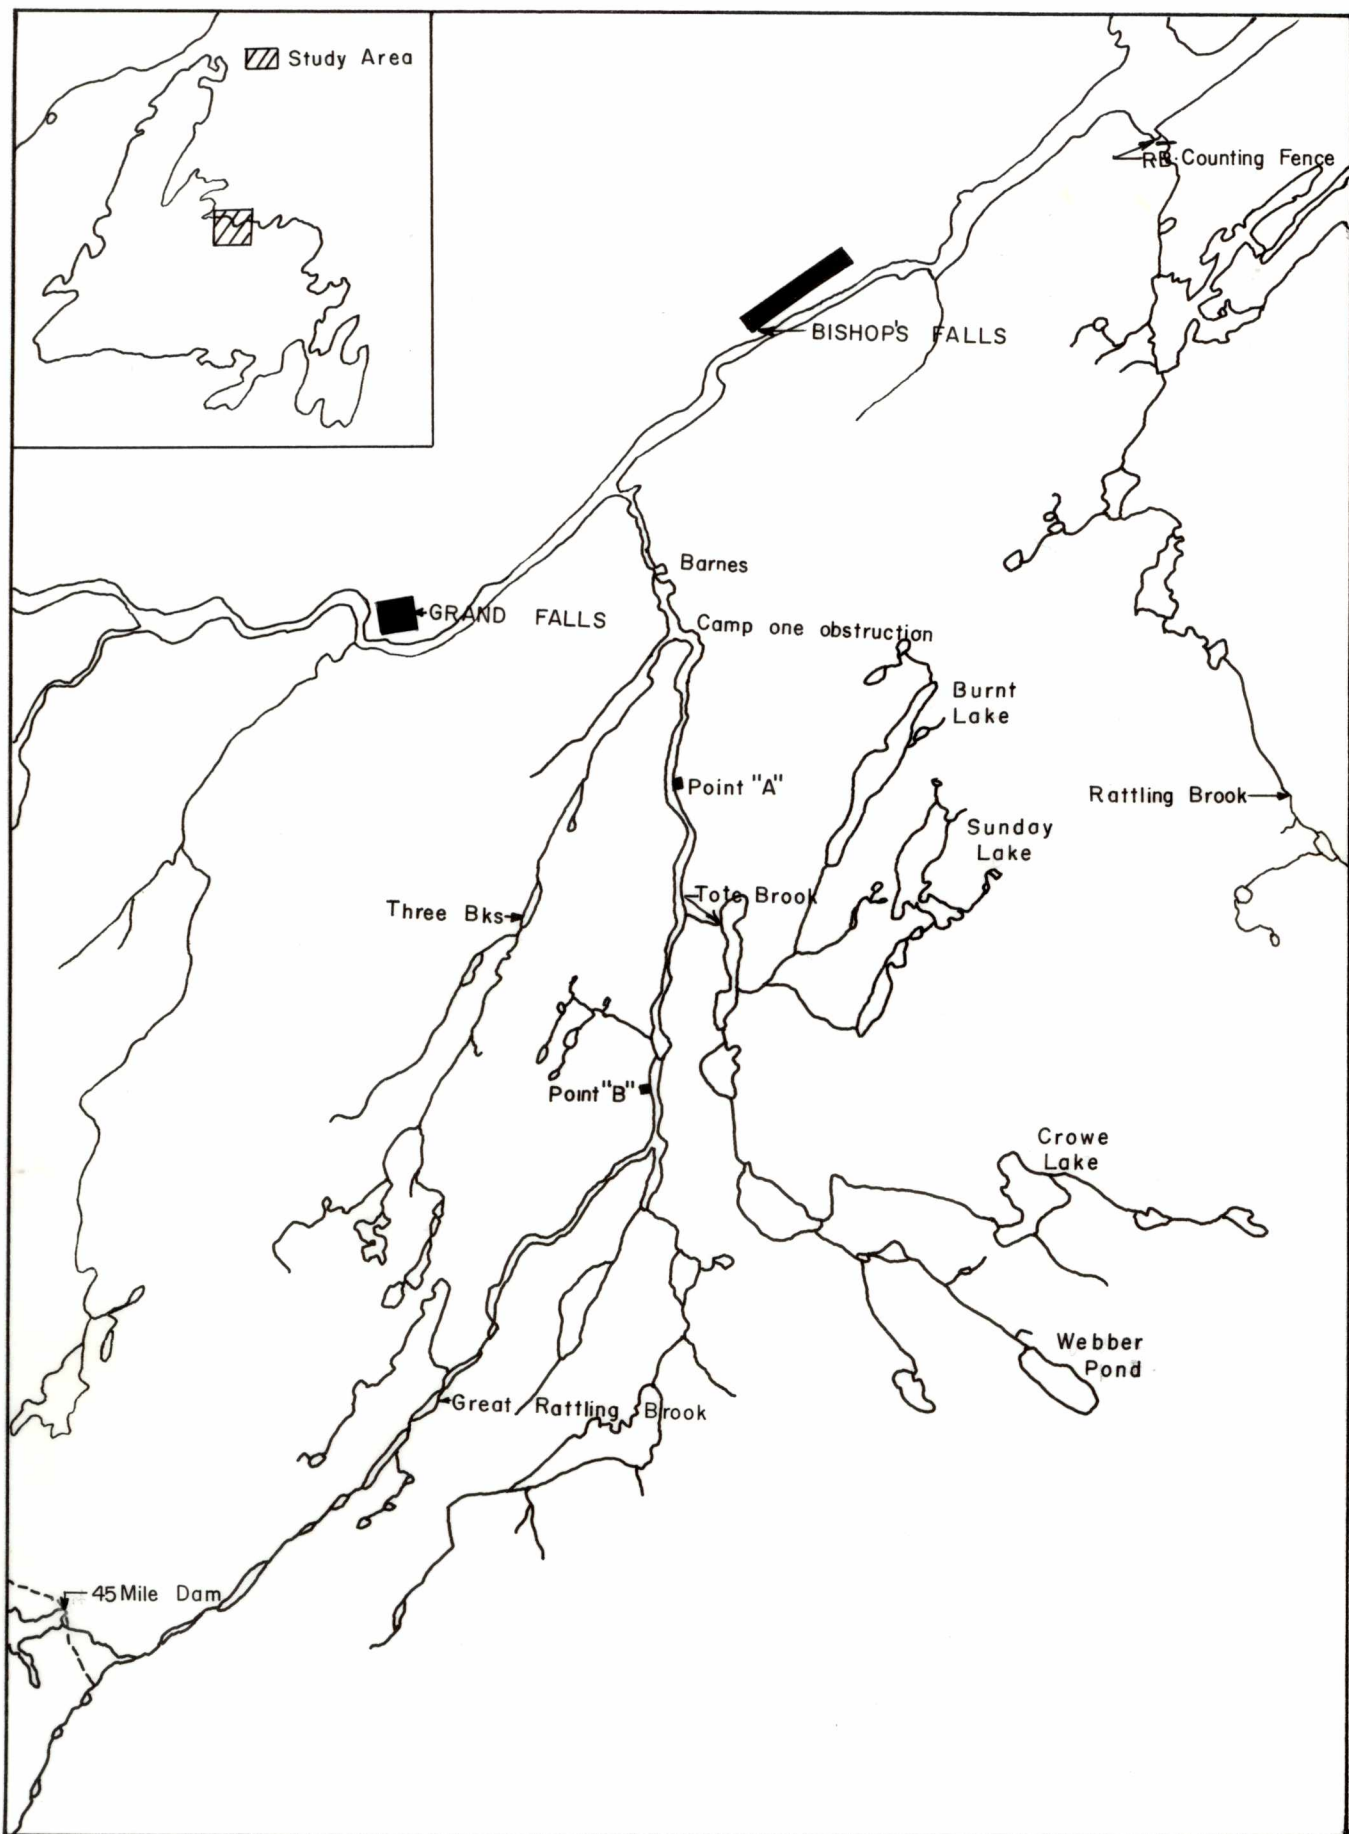 Study Area
RB Counting Fence
BISHOP'S FALLS
Barnes
GRAND FALLS
Camp one obstruction
Burnt
Lake
Point "A"
Rattling Brook
Sunday
Lake
Tote Brook
Three Bks
Point "B"
Crowe
Lake
Webber
Pond
Great Rattling Brook
45 Mile Dam